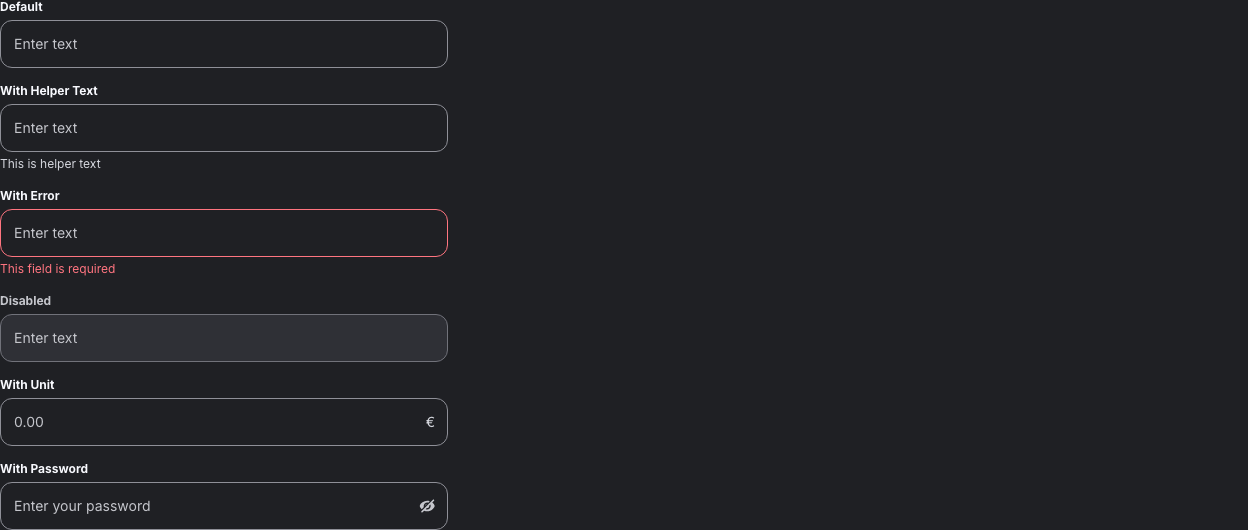 Default
Enter text
With Helper Text
Enter text
This is helper text
With Error
Enter text
This field is required
Disabled
Enter text
With Unit
0.00 €
With Password
Enter your password